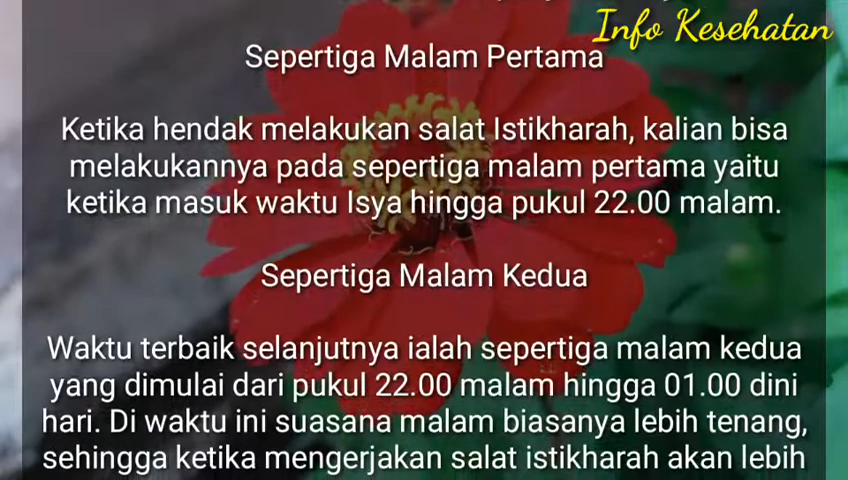 Info Kesehatan
Sepertiga Malam Pertama
Ketika hendak melakukan salat Istikharah, kalian bisa
melakukannya pada sepertiga malam pertama yaitu
ketika masuk waktu Isya hingga pukul 22.00 malam.
Sepertiga Malam Kedua
Waktu terbaik selanjutnya ialah sepertiga malam kedua
yang dimulai dari pukul 22.00 malam hingga 01.00 dini
hari. Di waktu ini suasana malam biasanya lebih tenang,
sehingga ketika mengerjakan salat istikharah akan lebih